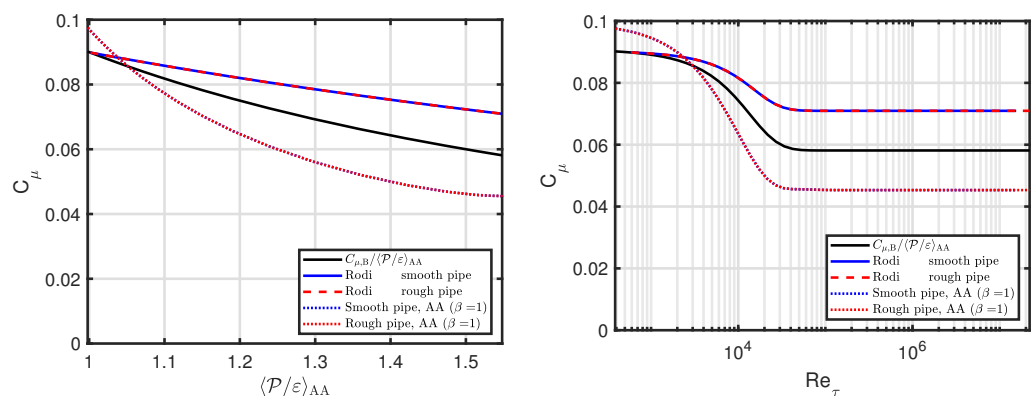 0.1
0.08
0.06
0.04
0.02
0
C_μ
1 1.1 1.2 1.3 1.4 1.5
⟨𝒫/ε⟩_AA
C_μ,B/⟨𝒫/ε⟩_AA
Rodi smooth pipe
Rodi rough pipe
Smooth pipe, AA (β =1)
Rough pipe, AA (β =1)
0.1
0.08
0.06
0.04
0.02
0
C_μ
10^4 10^6
Re_τ
C_μ,B/⟨𝒫/ε⟩_AA
Rodi smooth pipe
Rodi rough pipe
Smooth pipe, AA (β =1)
Rough pipe, AA (β =1)